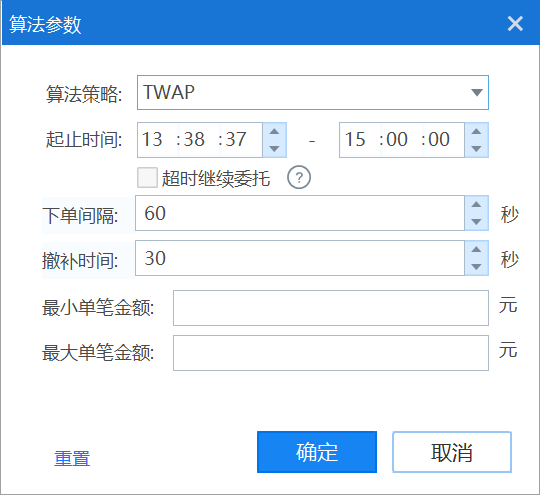 算法参数
算法策略: TWAP
起止时间: 13 :38 :37 - 15 :00 :00
超时继续委托 ?
下单间隔: 60 秒
撤补时间: 30 秒
最小单笔金额: 元
最大单笔金额: 元
重置 确定 取消